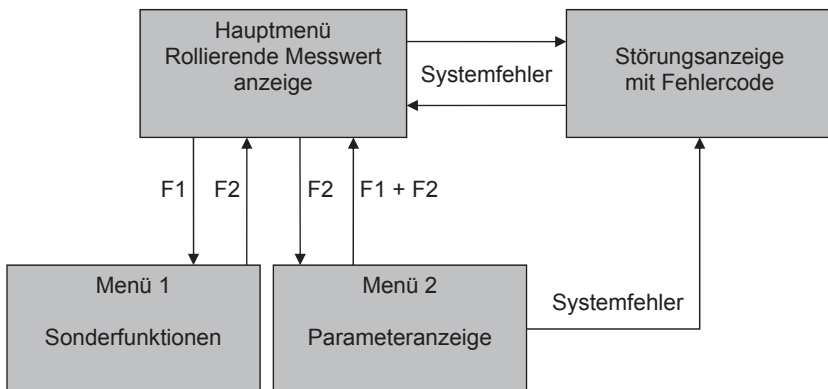 Hauptmenü
Rollierende Messwert
anzeige
Systemfehler
Störungsanzeige
mit Fehlercode
F1
F2
F2
F1 + F2
Menü 1
Sonderfunktionen
Menü 2
Parameteranzeige
Systemfehler